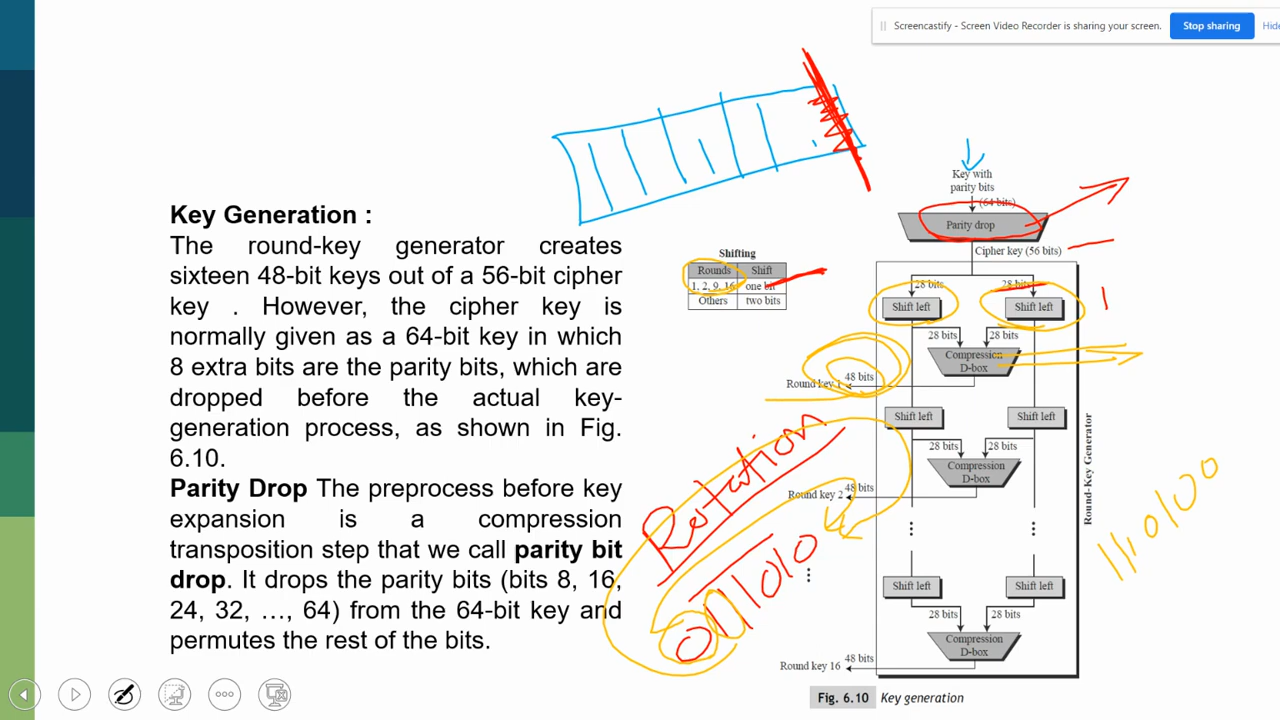 Screencastify - Screen Video Recorder is sharing your screen.
Stop sharing
Hide
Key Generation :
The round-key generator creates
sixteen 48-bit keys out of a 56-bit cipher
key . However, the cipher key is
normally given as a 64-bit key in which
8 extra bits are the parity bits, which are
dropped before the actual key-
generation process, as shown in Fig.
6.10.
Parity Drop The preprocess before key
expansion is a compression
transposition step that we call parity bit
drop. It drops the parity bits (bits 8, 16,
24, 32, …, 64) from the 64-bit key and
permutes the rest of the bits.
Key with
parity bits
(64 bits)
Parity drop
Cipher key (56 bits)
Shifting
Rounds Shift
1, 2, 9, 16 one bit
Others two bits
28 bits 28 bits
Shift left Shift left
28 bits 28 bits
Compression
D-box
48 bits
Round key 1
Shift left Shift left
28 bits 28 bits
Compression
D-box
48 bits
Round key 2
Rotation
Round-Key Generator
Shift left Shift left
28 bits 28 bits
Compression
D-box
48 bits
Round key 16
Fig. 6.10 Key generation